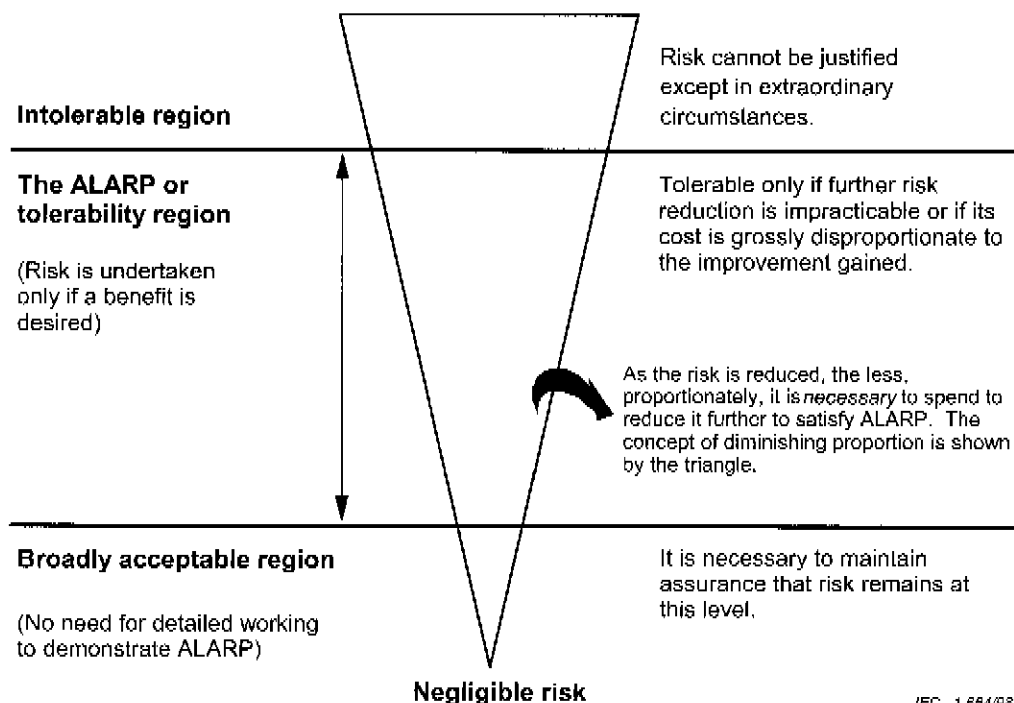 Risk cannot be justified
except in extraordinary
circumstances.
Intolerable region
The ALARP or
tolerability region
(Risk is undertaken
only if a benefit is
desired)
Tolerable only if further risk
reduction is impracticable or if its
cost is grossly disproportionate to
the improvement gained.
As the risk is reduced, the less,
proportionately, it is necessary to spend to
reduce it further to satisfy ALARP. The
concept of diminishing proportion is shown
by the triangle.
Broadly acceptable region
(No need for detailed working
to demonstrate ALARP)
It is necessary to maintain
assurance that risk remains at
this level.
Negligible risk
IEC